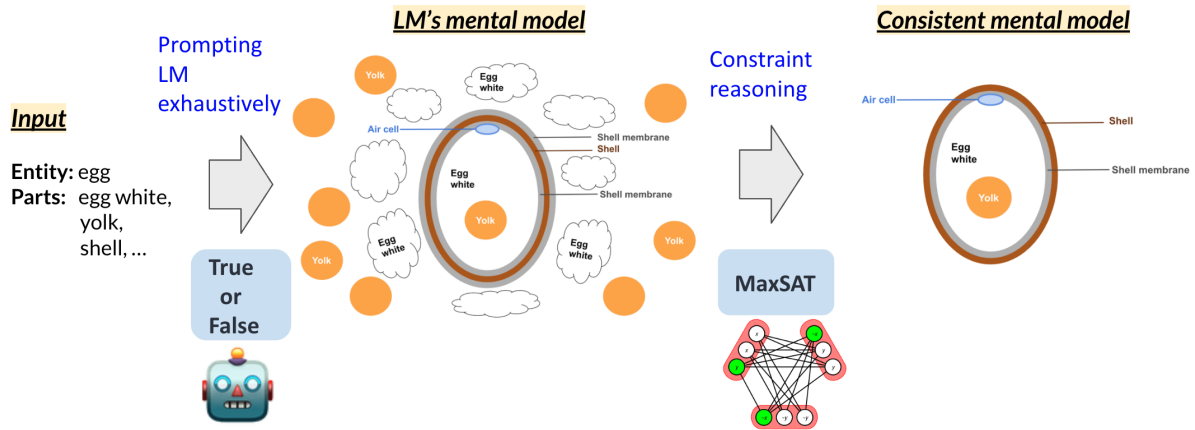 LM's mental model
Consistent mental model
Prompting
LM
exhaustively
Input
Entity: egg
Parts: egg white,
yolk,
shell, ...
True
or
False
Yolk
Egg
white
Air cell
Shell membrane
Shell
Egg
white
Shell membrane
Yolk
Egg
white
Egg
white
Yolk
Yolk
Constraint
reasoning
MaxSAT
Air cell
Shell
Egg
white
Shell membrane
Yolk
x
x
y
y
y
¬y
¬y